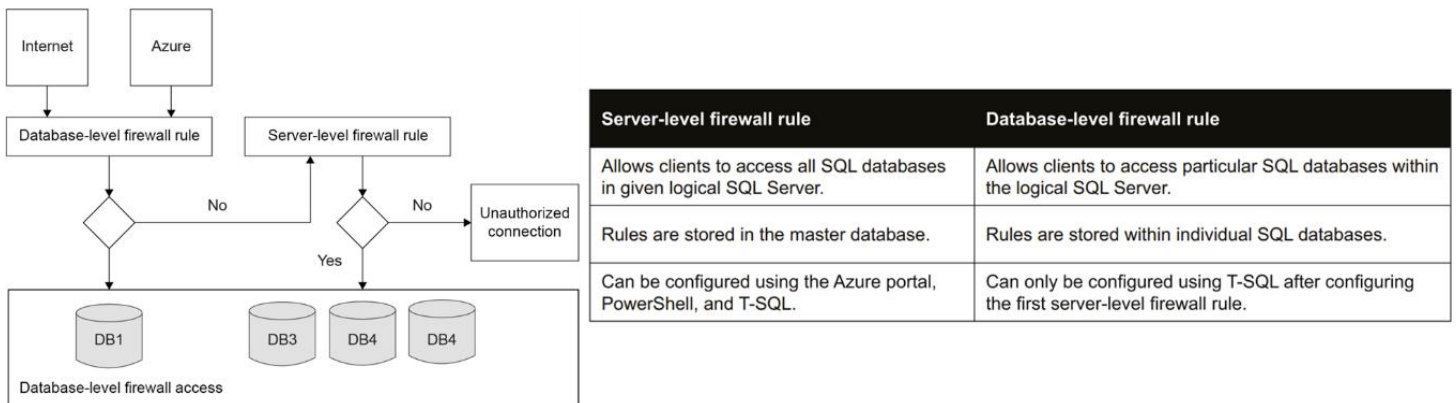 Internet
Azure
Database-level firewall rule
Server-level firewall rule
No
No
Unauthorized
connection
Yes
DB1
DB3
DB4
DB4
Database-level firewall access
Server-level firewall rule
Database-level firewall rule
Allows clients to access all SQL databases
in given logical SQL Server.
Allows clients to access particular SQL databases within
the logical SQL Server.
Rules are stored in the master database.
Rules are stored within individual SQL databases.
Can be configured using the Azure portal,
PowerShell, and T-SQL.
Can only be configured using T-SQL after configuring
the first server-level firewall rule.